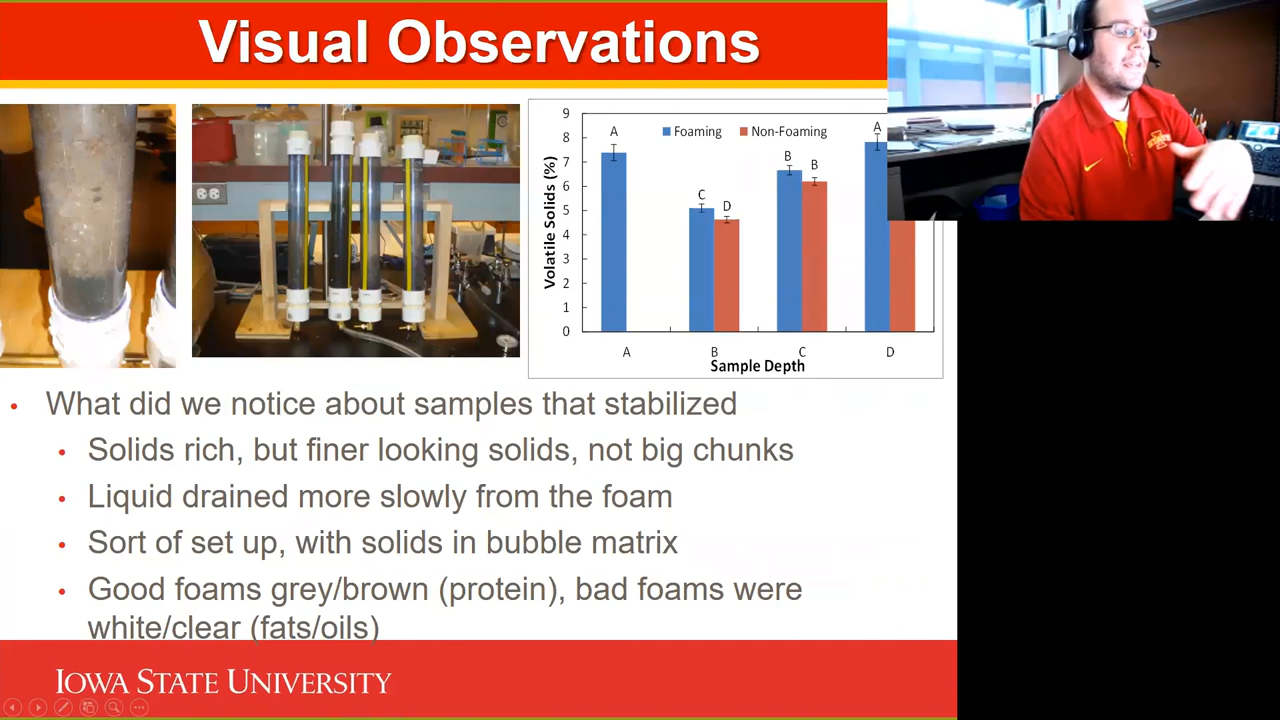 Visual Observations
9
8
7
6
5
4
3
2
1
0
Volatile Solids (%)
Foaming
Non-Foaming
A
C
D
B
B
A
A
B
C
D
Sample Depth
• What did we notice about samples that stabilized
• Solids rich, but finer looking solids, not big chunks
• Liquid drained more slowly from the foam
• Sort of set up, with solids in bubble matrix
• Good foams grey/brown (protein), bad foams were
white/clear (fats/oils)
IOWA STATE UNIVERSITY